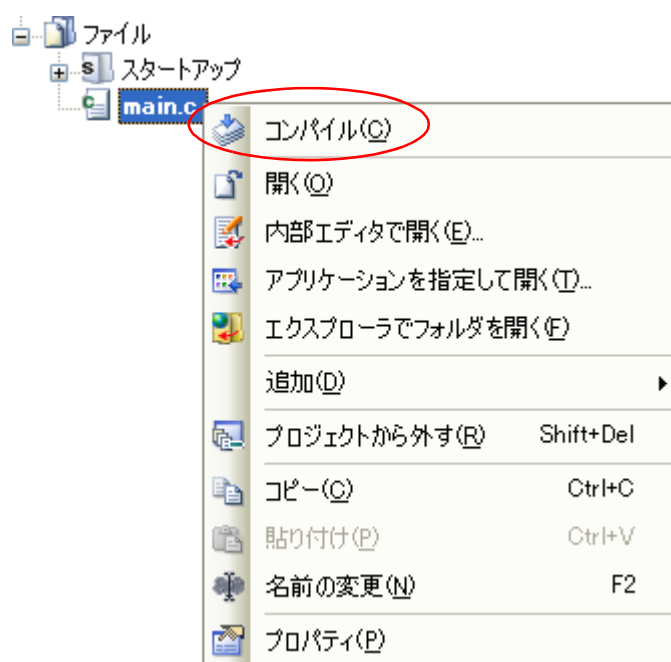 ファイル
スタートアップ
main.c
コンパイル(C)
開く(O)
内部エディタで開く(E)...
アプリケーションを指定して開く(T)...
エクスプローラでフォルダを開く(F)
追加(D)
プロジェクトから外す(R) Shift+Del
コピー(C) Ctrl+C
貼り付け(P) Ctrl+V
名前の変更(N) F2
プロパティ(P)